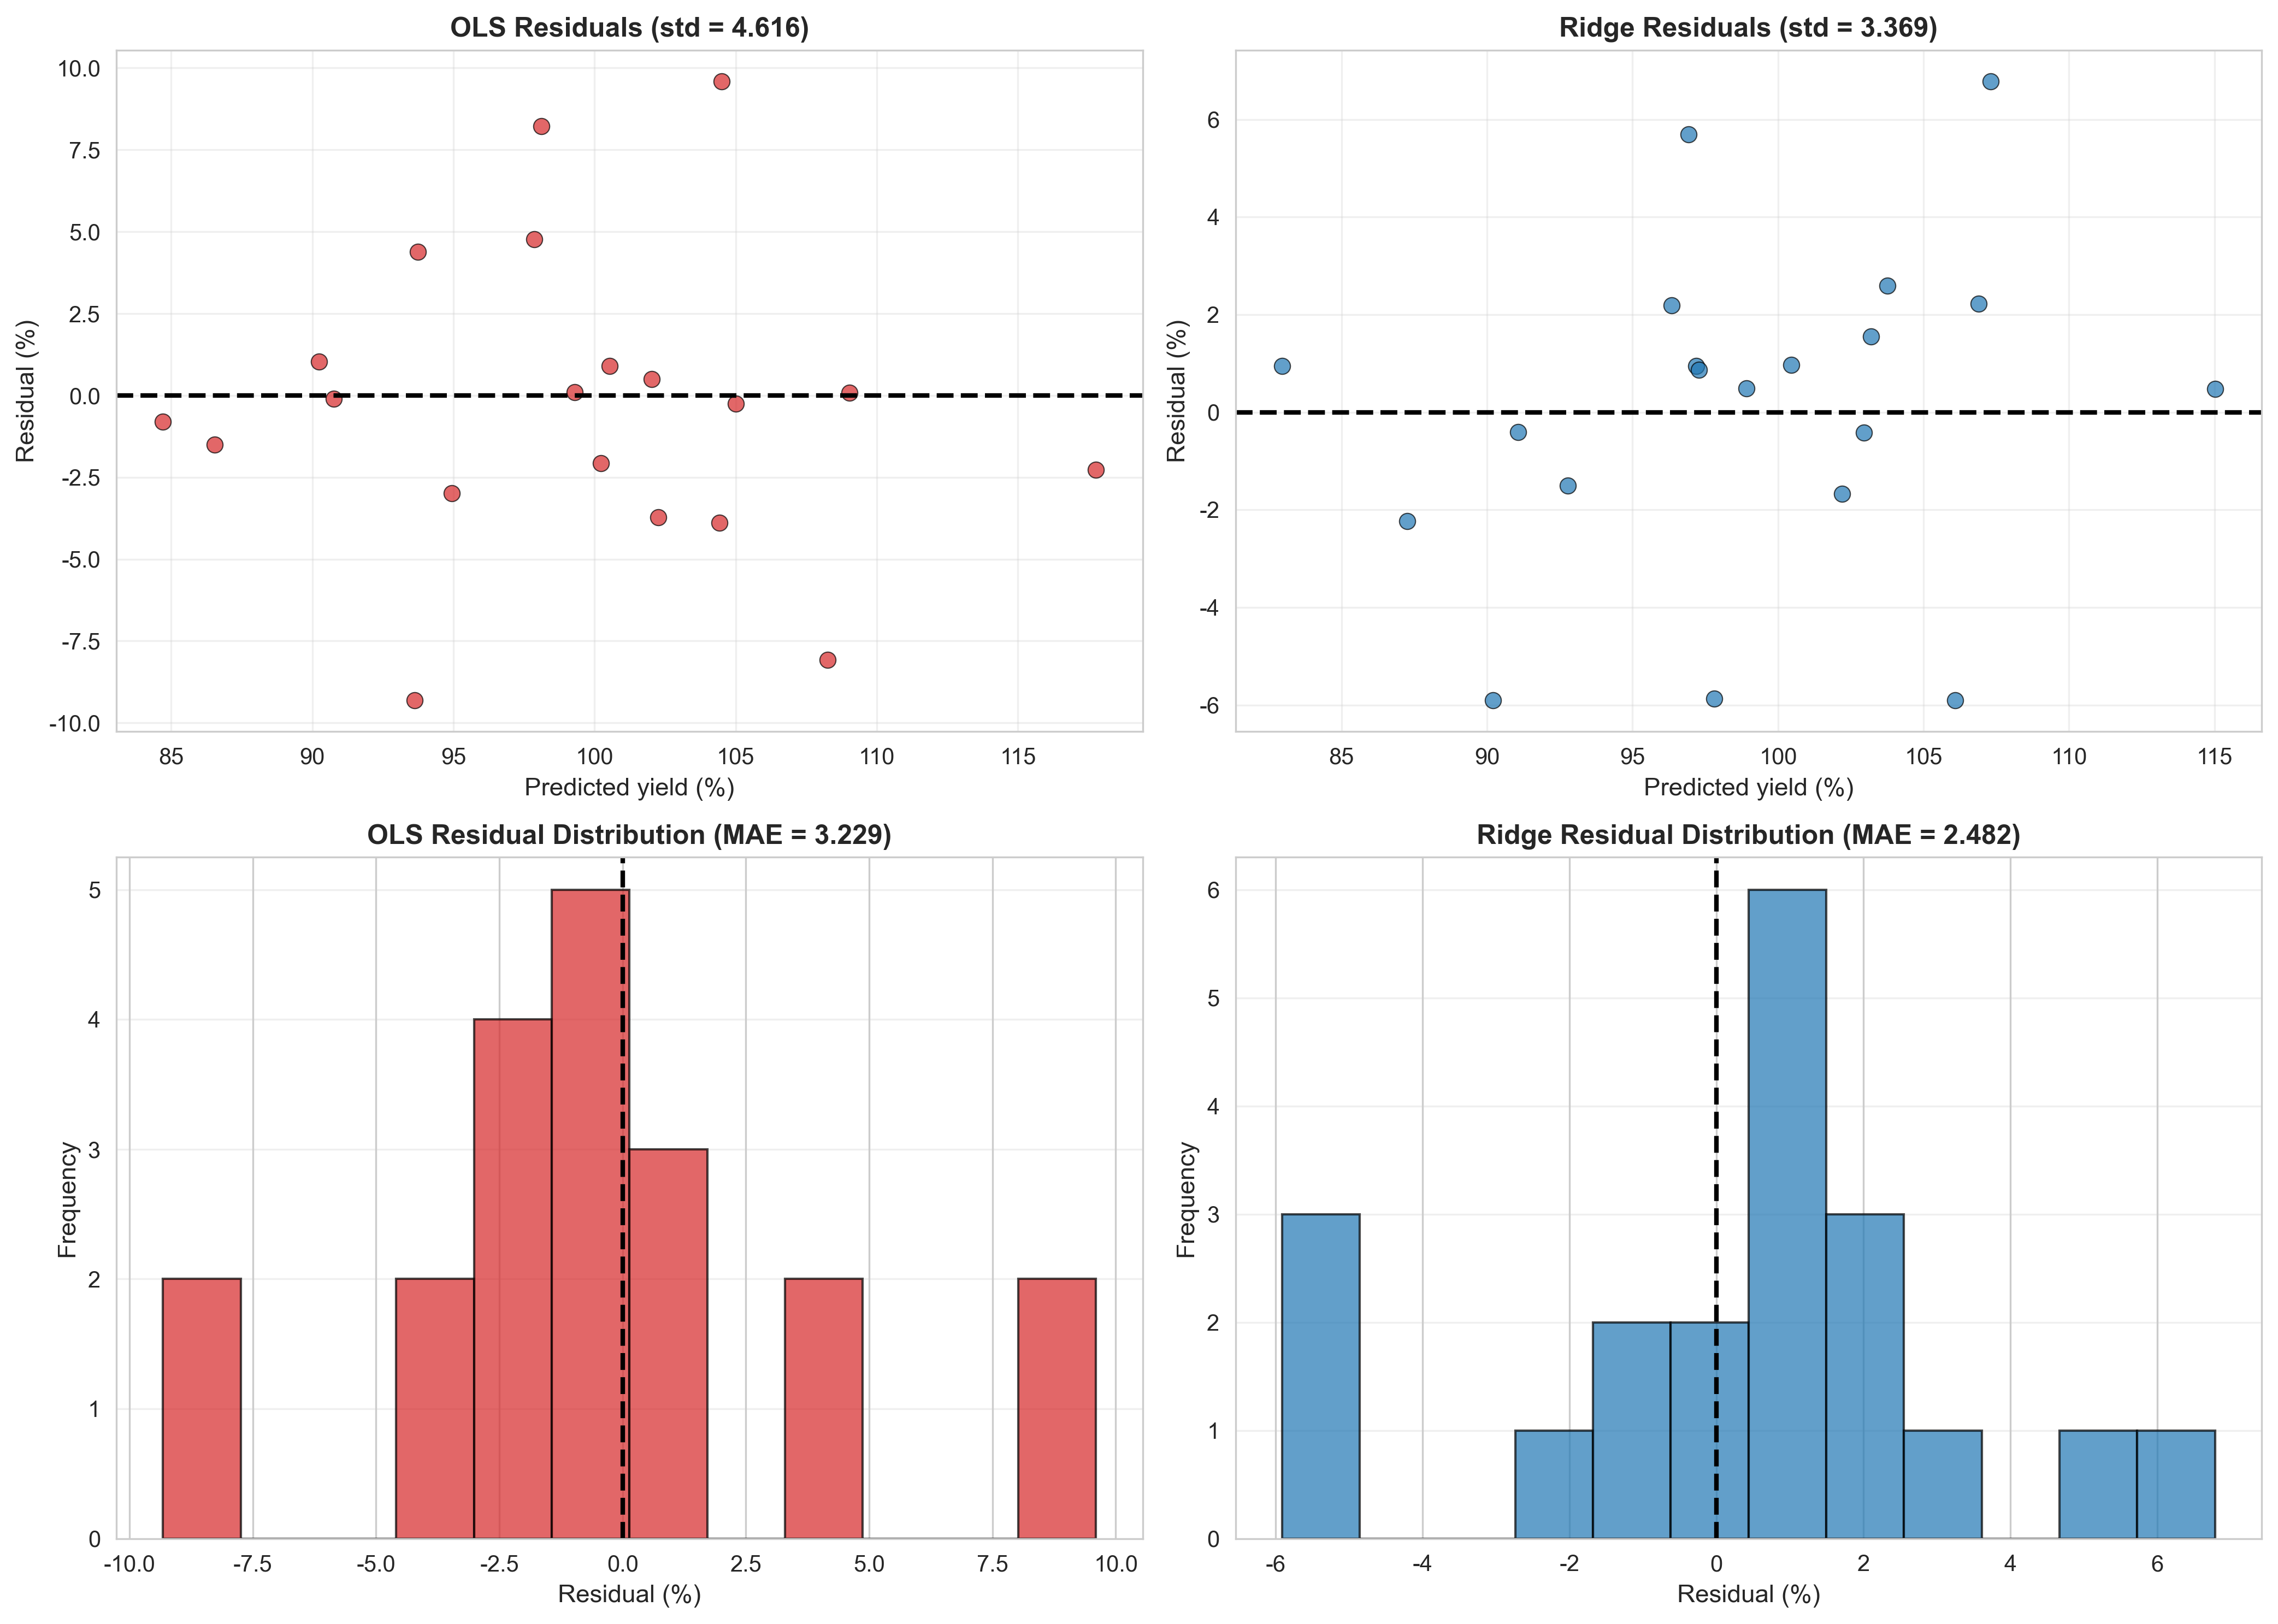 OLS Residuals (std = 4.616)
10.0
7.5
5.0
2.5
0.0
-2.5
-5.0
-7.5
-10.0
Residual (%)
85 90 95 100 105 110 115
Predicted yield (%)
Ridge Residuals (std = 3.369)
6
4
2
0
-2
-4
-6
Residual (%)
85 90 95 100 105 110 115
Predicted yield (%)
OLS Residual Distribution (MAE = 3.229)
5
4
3
2
1
0
Frequency
-10.0 -7.5 -5.0 -2.5 0.0 2.5 5.0 7.5 10.0
Residual (%)
Ridge Residual Distribution (MAE = 2.482)
6
5
4
3
2
1
0
Frequency
-6 -4 -2 0 2 4 6
Residual (%)